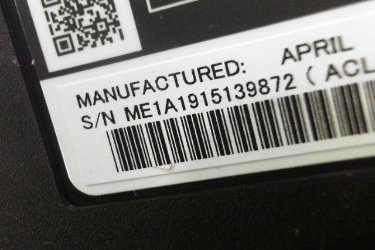 MANUFACTURED: APRIL
S/N ME1A1915139872 ( ACL